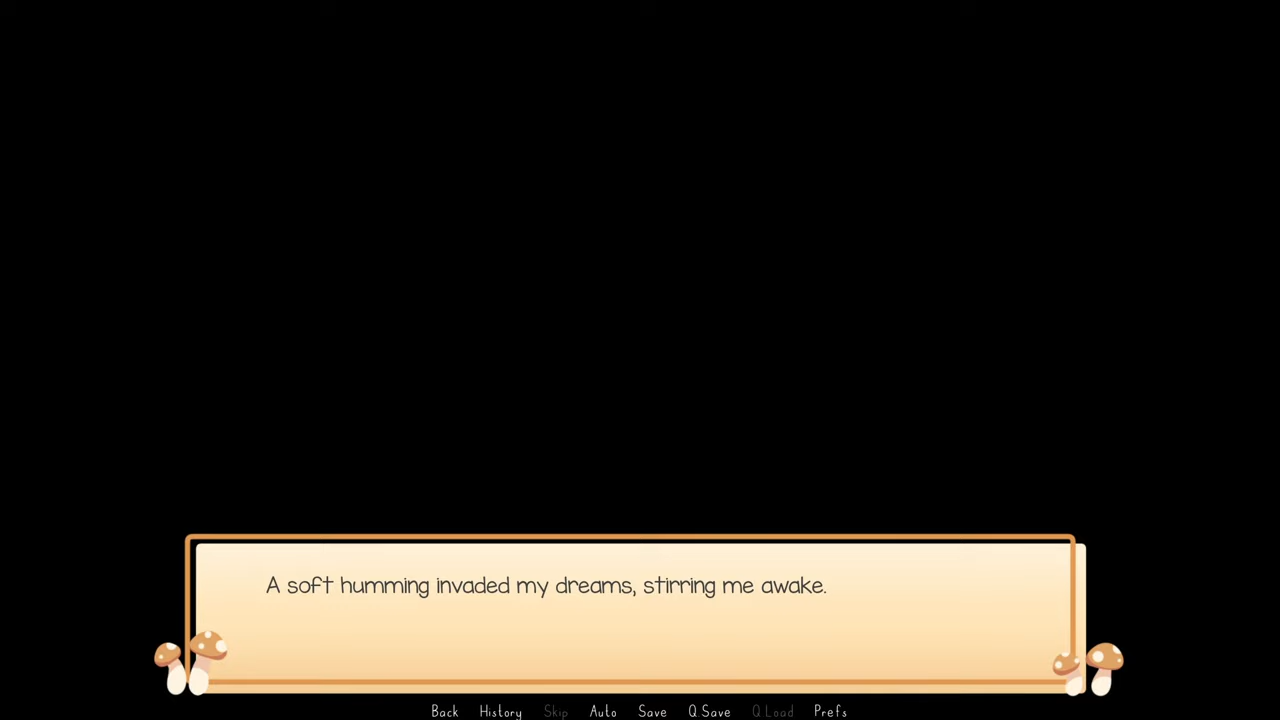 A soft humming invaded my dreams, stirring me awake.
Back History Skip Auto Save Q.Save Q.Load Prefs